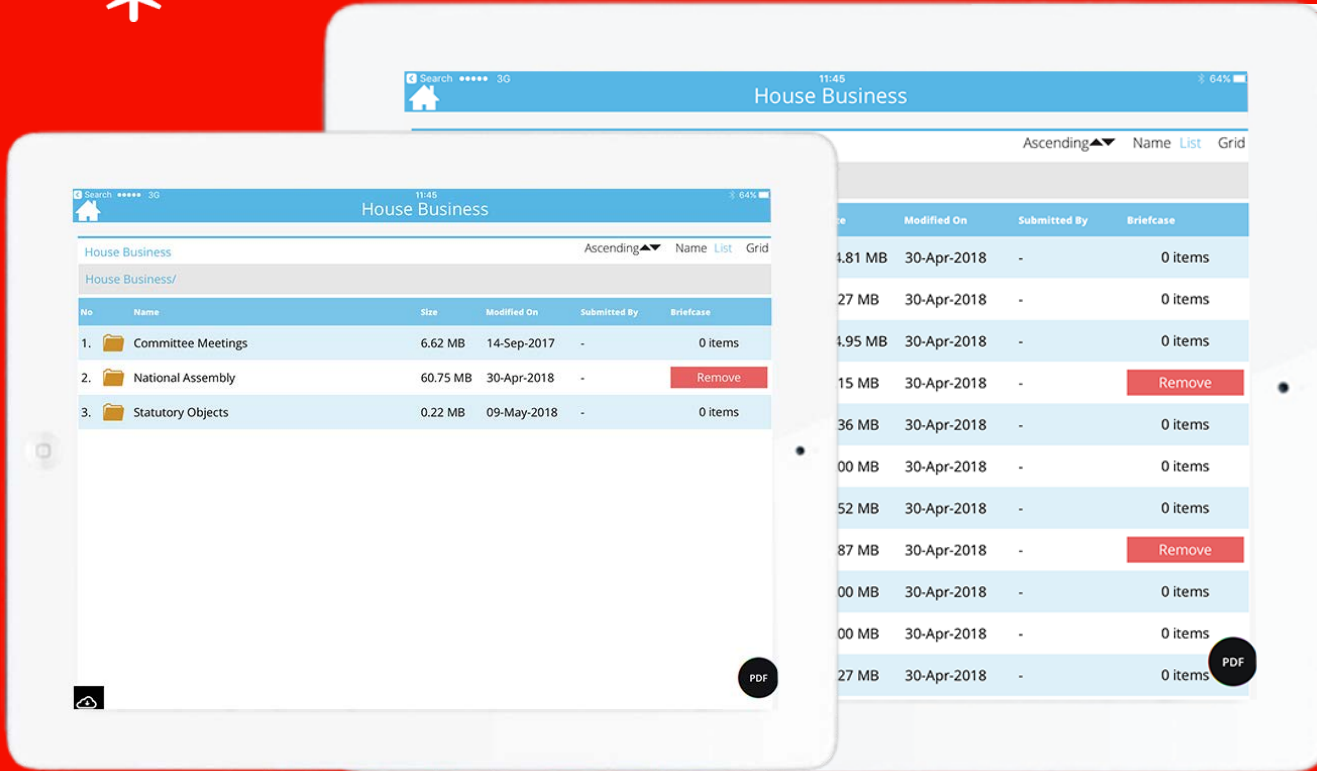 Search 3G 11:45 64%
House Business
House Business Ascending Name List Grid
House Business/
No Name Size Modified On Submitted By Briefcase
1. Committee Meetings 6.62 MB 14-Sep-2017 - 0 items
2. National Assembly 60.75 MB 30-Apr-2018 - Remove
3. Statutory Objects 0.22 MB 09-May-2018 - 0 items
PDF
Search 3G 11:45 64%
House Business
Ascending Name List Grid
Modified On Submitted By Briefcase
.81 MB 30-Apr-2018 - 0 items
27 MB 30-Apr-2018 - 0 items
.95 MB 30-Apr-2018 - 0 items
15 MB 30-Apr-2018 - Remove
36 MB 30-Apr-2018 - 0 items
00 MB 30-Apr-2018 - 0 items
52 MB 30-Apr-2018 - 0 items
87 MB 30-Apr-2018 - Remove
00 MB 30-Apr-2018 - 0 items
00 MB 30-Apr-2018 - 0 items
27 MB 30-Apr-2018 - 0 items
PDF